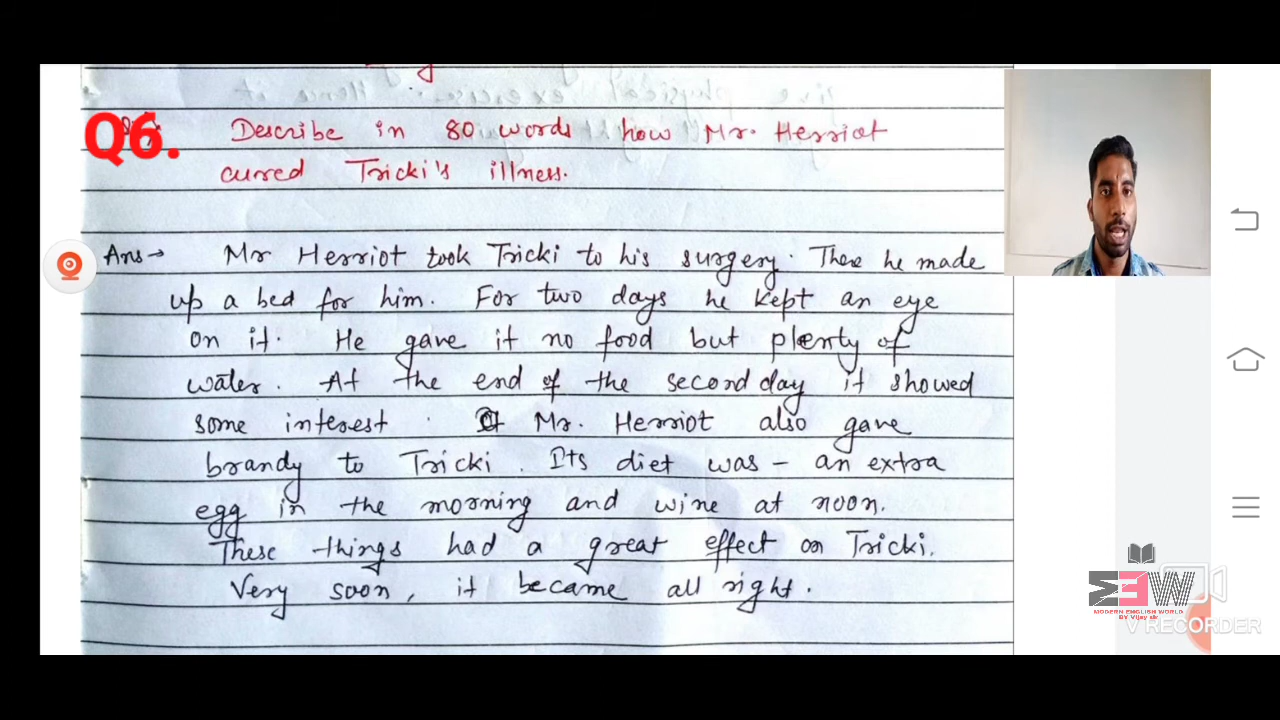 Q6. Describe in 80 words how Mr. Herriot
cured Tricki's illness.
Ans→ Mr Herriot took Tricki to his surgery. There he made
up a bed for him. For two days he kept an eye
on it. He gave it no food but plenty of
water. At the end of the second day it showed
some interest. Mr. Herriot also gave
brandy to Tricki. Its diet was - an extra
egg in the morning and wine at noon.
These things had a great effect on Tricki.
Very soon, it became all right.
MEW
MODERN ENGLISH WORLD
BY Vijay sir
V RECORDER